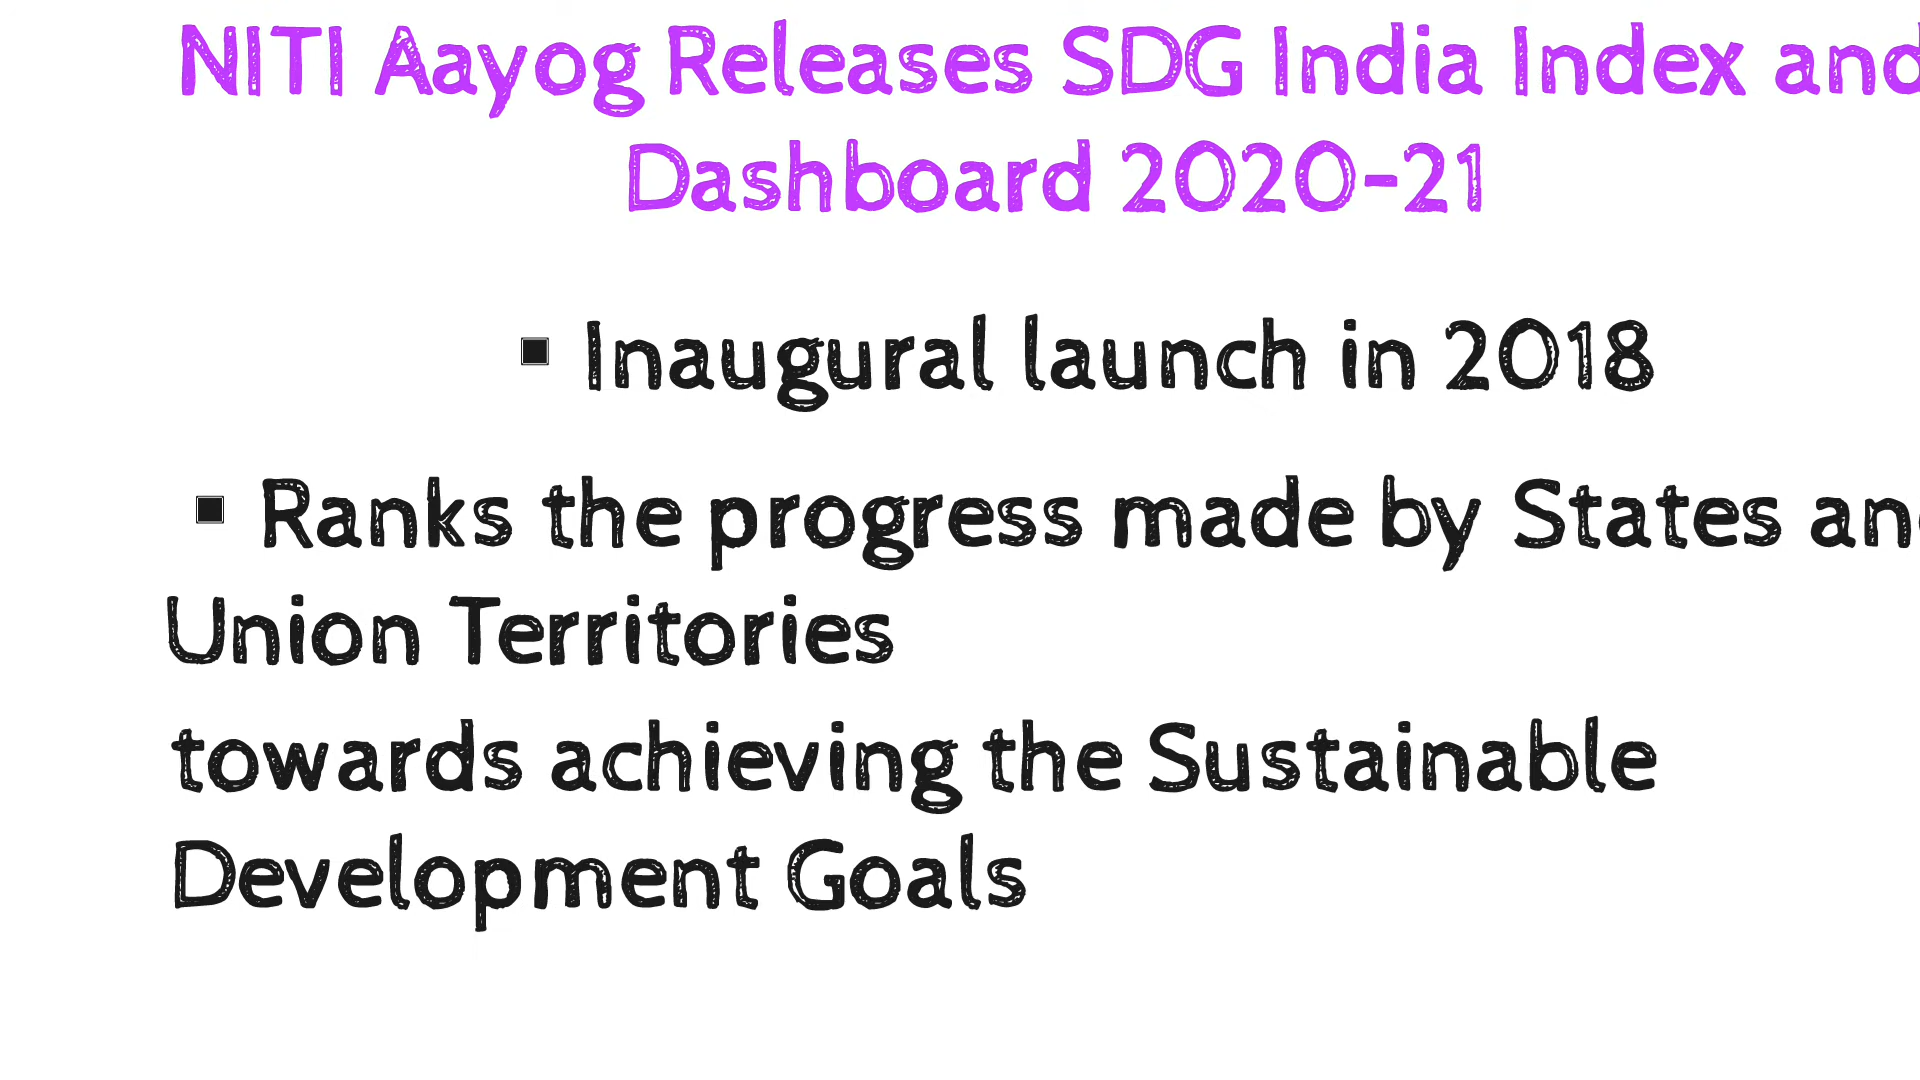 NITI Aayog Releases SDG India Index and
Dashboard 2020-21
▪ Inaugural launch in 2018
▪ Ranks the progress made by States and
Union Territories
towards achieving the Sustainable
Development Goals